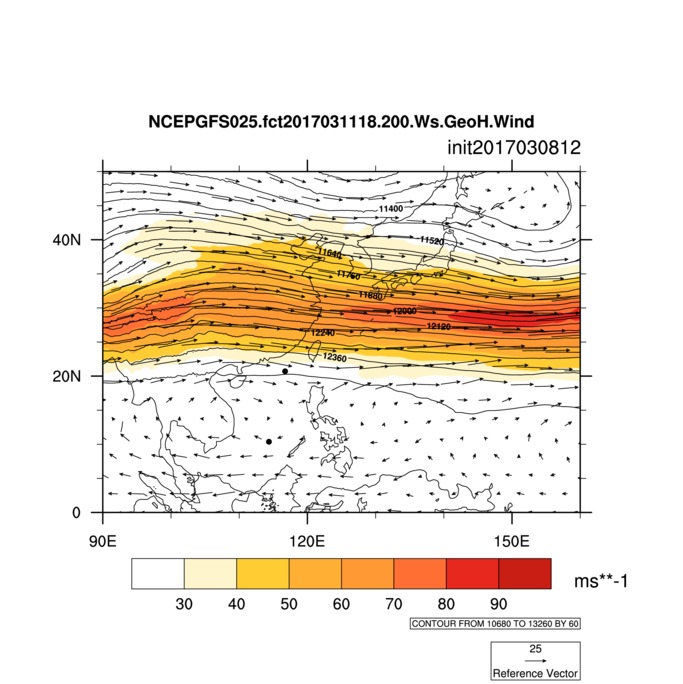 NCEPGFS025.fct2017031118.200.Ws.GeoH.Wind
init2017030812
11400
40N
11520
11640
11760
11880
12000
12120
12240
12360
20N
0
90E 120E 150E
30 40 50 60 70 80 90
ms**-1
CONTOUR FROM 10680 TO 13260 BY 60
25
Reference Vector